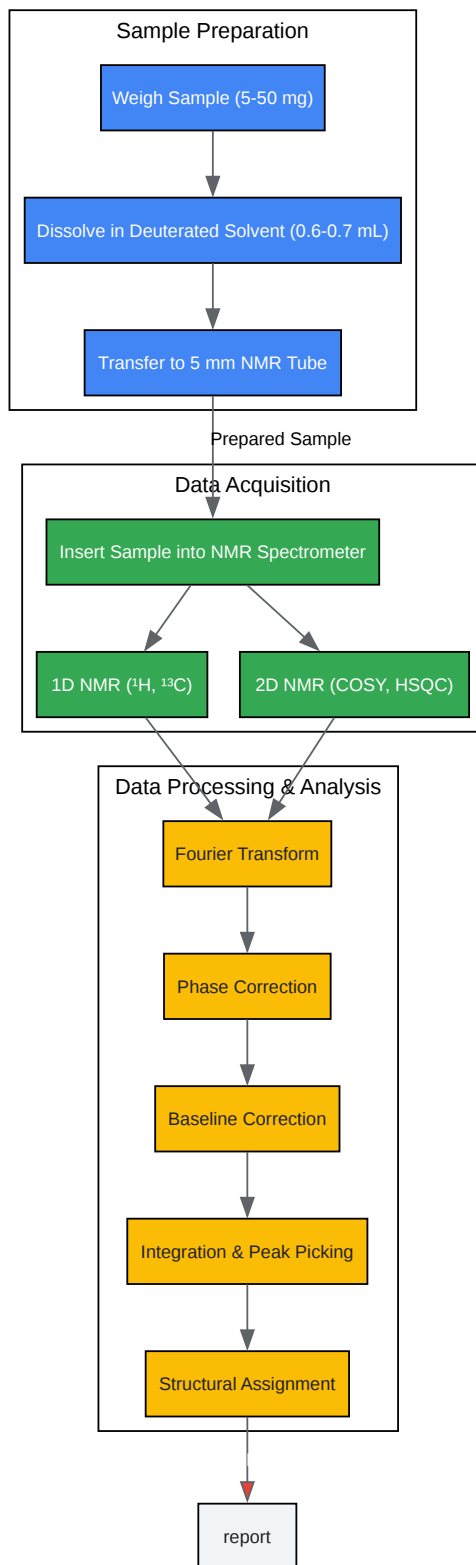 Sample Preparation
Weigh Sample (5-50 mg)
Dissolve in Deuterated Solvent (0.6-0.7 mL)
Transfer to 5 mm NMR Tube
Prepared Sample
Data Acquisition
Insert Sample into NMR Spectrometer
1D NMR (¹H, ¹³C)
2D NMR (COSY, HSQC)
Data Processing & Analysis
Fourier Transform
Phase Correction
Baseline Correction
Integration & Peak Picking
Structural Assignment
report